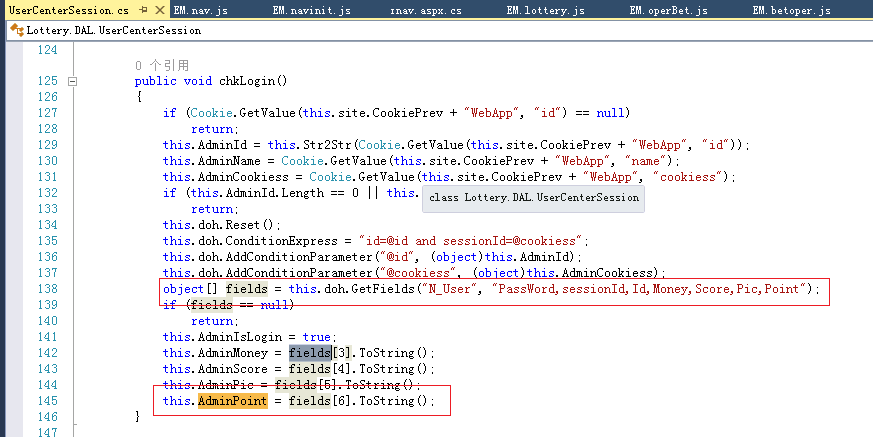 UserCenterSession.cs EM.nav.js EM.navinit.js rnav.aspx.cs EM.lottery.js EM.operBet.js EM.betoper.js
Lottery.DAL.UserCenterSession
124
0 个引用
125 public void chkLogin()
126 {
127 if (Cookie.GetValue(this.site.CookiePrev + "WebApp", "id") == null)
128 return;
129 this.AdminId = this.Str2Str(Cookie.GetValue(this.site.CookiePrev + "WebApp", "id"));
130 this.AdminName = Cookie.GetValue(this.site.CookiePrev + "WebApp", "name");
131 this.AdminCookiess = Cookie.GetValue(this.site.CookiePrev + "WebApp", "cookiess");
132 if (this.AdminId.Length == 0 || this.
class Lottery.DAL.UserCenterSession
133 return;
134 this.doh.Reset();
135 this.doh.ConditionExpress = "id=@id and sessionId=@cookiess";
136 this.doh.AddConditionParameter("@id", (object)this.AdminId);
137 this.doh.AddConditionParameter("@cookiess", (object)this.AdminCookiess);
138 object[] fields = this.doh.GetFields("N_User", "PassWord,sessionId,Id,Money,Score,Pic,Point");
139 if (fields == null)
140 return;
141 this.AdminIsLogin = true;
142 this.AdminMoney = fields[3].ToString();
143 this.AdminScore = fields[4].ToString();
144 this.AdminPic = fields[5].ToString();
145 this.AdminPoint = fields[6].ToString();
146 }
147